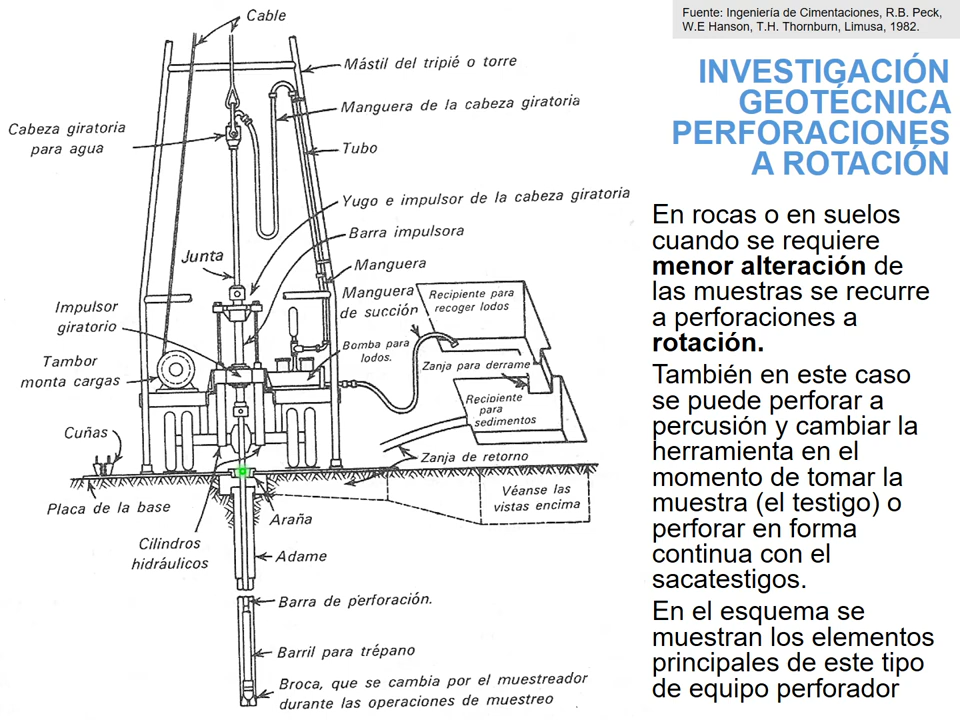 Fuente: Ingeniería de Cimentaciones, R.B. Peck,
W.E Hanson, T.H. Thornburn, Limusa, 1982.
INVESTIGACIÓN
GEOTÉCNICA
PERFORACIONES
A ROTACIÓN
En rocas o en suelos
cuando se requiere
menor alteración de
las muestras se recurre
a perforaciones a
rotación.
También en este caso
se puede perforar a
percusión y cambiar la
herramienta en el
momento de tomar la
muestra (el testigo) o
perforar en forma
continua con el
sacatestigos.
En el esquema se
muestran los elementos
principales de este tipo
de equipo perforador
Cable
Mástil del tripié o torre
Manguera de la cabeza giratoria
Cabeza giratoria
para agua
Tubo
Yugo e impulsor de la cabeza giratoria
Barra impulsora
Junta
Manguera
Manguera
de succión
Recipiente para
recoger lodos
Impulsor
giratorio
Bomba para
lodos.
Zanja para derrame
Tambor
monta cargas
Recipiente
para
sedimentos
Cuñas
Zanja de retorno
Placa de la base
Véanse las
vistas encima
Araña
Cilindros
hidráulicos
Adame
Barra de perforación.
Barril para trépano
Broca, que se cambia por el muestreador
durante las operaciones de muestreo